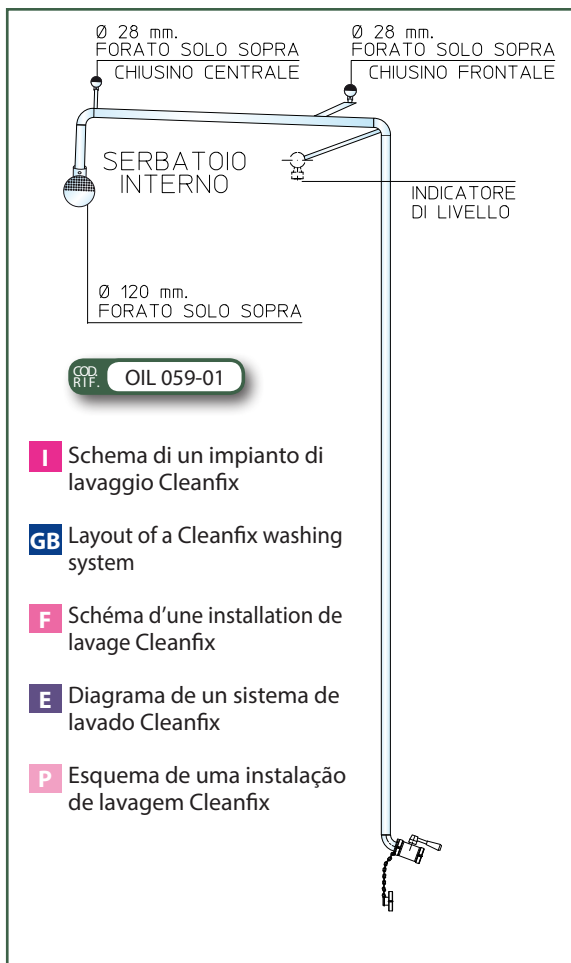 Ø 28 mm.
FORATO SOLO SOPRA
CHIUSINO CENTRALE
Ø 28 mm.
FORATO SOLO SOPRA
CHIUSINO FRONTALE
SERBATOIO
INTERNO
INDICATORE
DI LIVELLO
Ø 120 mm.
FORATO SOLO SOPRA
COD.
RIF.
OIL 059-01
I Schema di un impianto di
lavaggio Cleanfix
GB Layout of a Cleanfix washing
system
F Schéma d'une installation de
lavage Cleanfix
E Diagrama de un sistema de
lavado Cleanfix
P Esquema de uma instalação
de lavagem Cleanfix